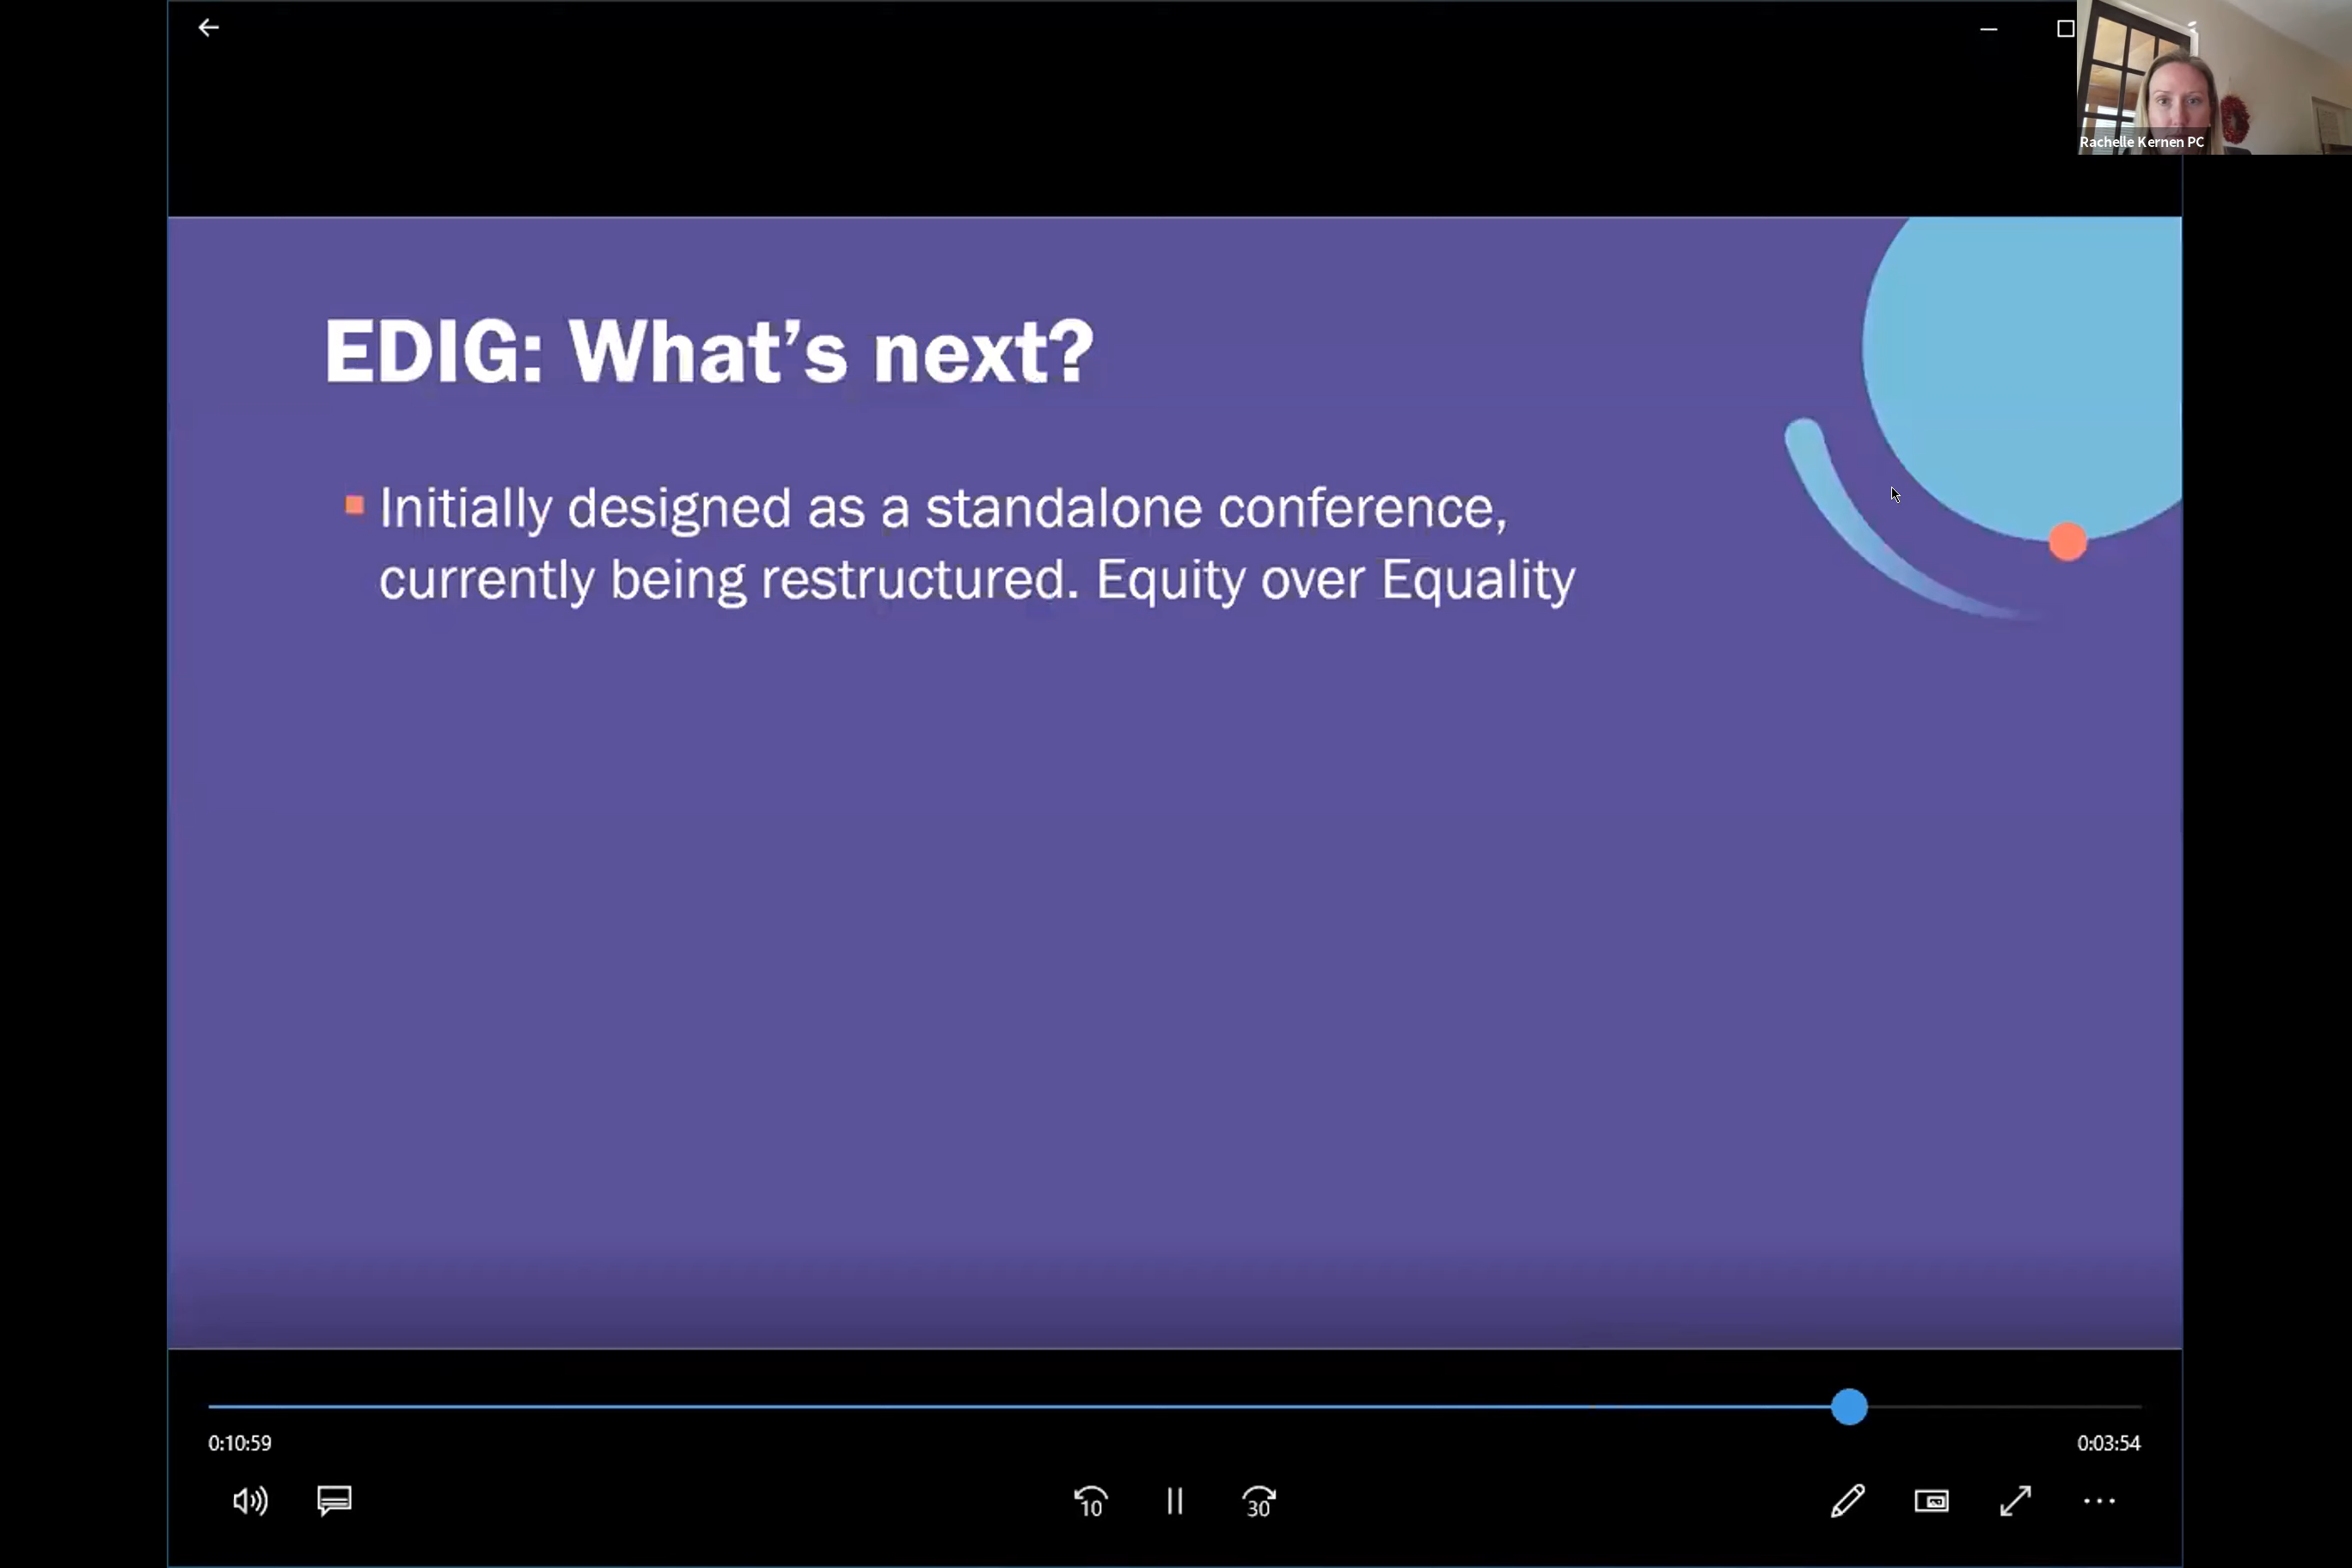 Rachelle Kernen PC
EDIG: What's next?
Initially designed as a standalone conference,
currently being restructured. Equity over Equality
0:10:59
0:03:54
10
30